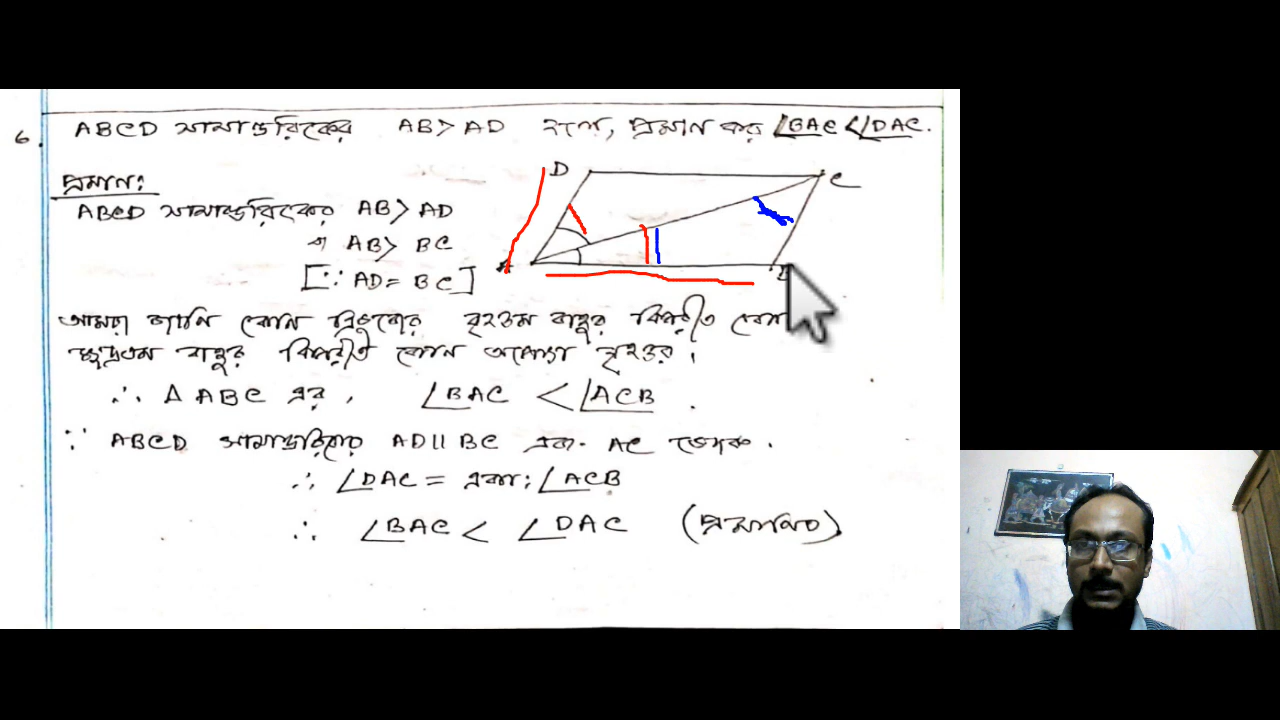 6. ABCD সামান্তরিকের AB > AD হলে, প্রমান কর ∠BAC < ∠DAC.
D
C
A
প্রমান:
ABCD সামান্তরিকের AB > AD
বা AB > BC
[∵ AD = BC]
আমরা জানি কোন ত্রিভুজের বৃহত্তম বাহুর বিপরীত
ক্ষুদ্রতম বাহুর বিপরীত কোন অপেক্ষা বৃহত্তর।
∴ Δ ABC এর, ∠BAC < ∠ACB.
∵ ABCD সামান্তরিকের AD || BC এবং AC ভেদক.
∴ ∠DAC = একা: ∠ACB
∴ ∠BAC < ∠DAC (প্রমানিত)